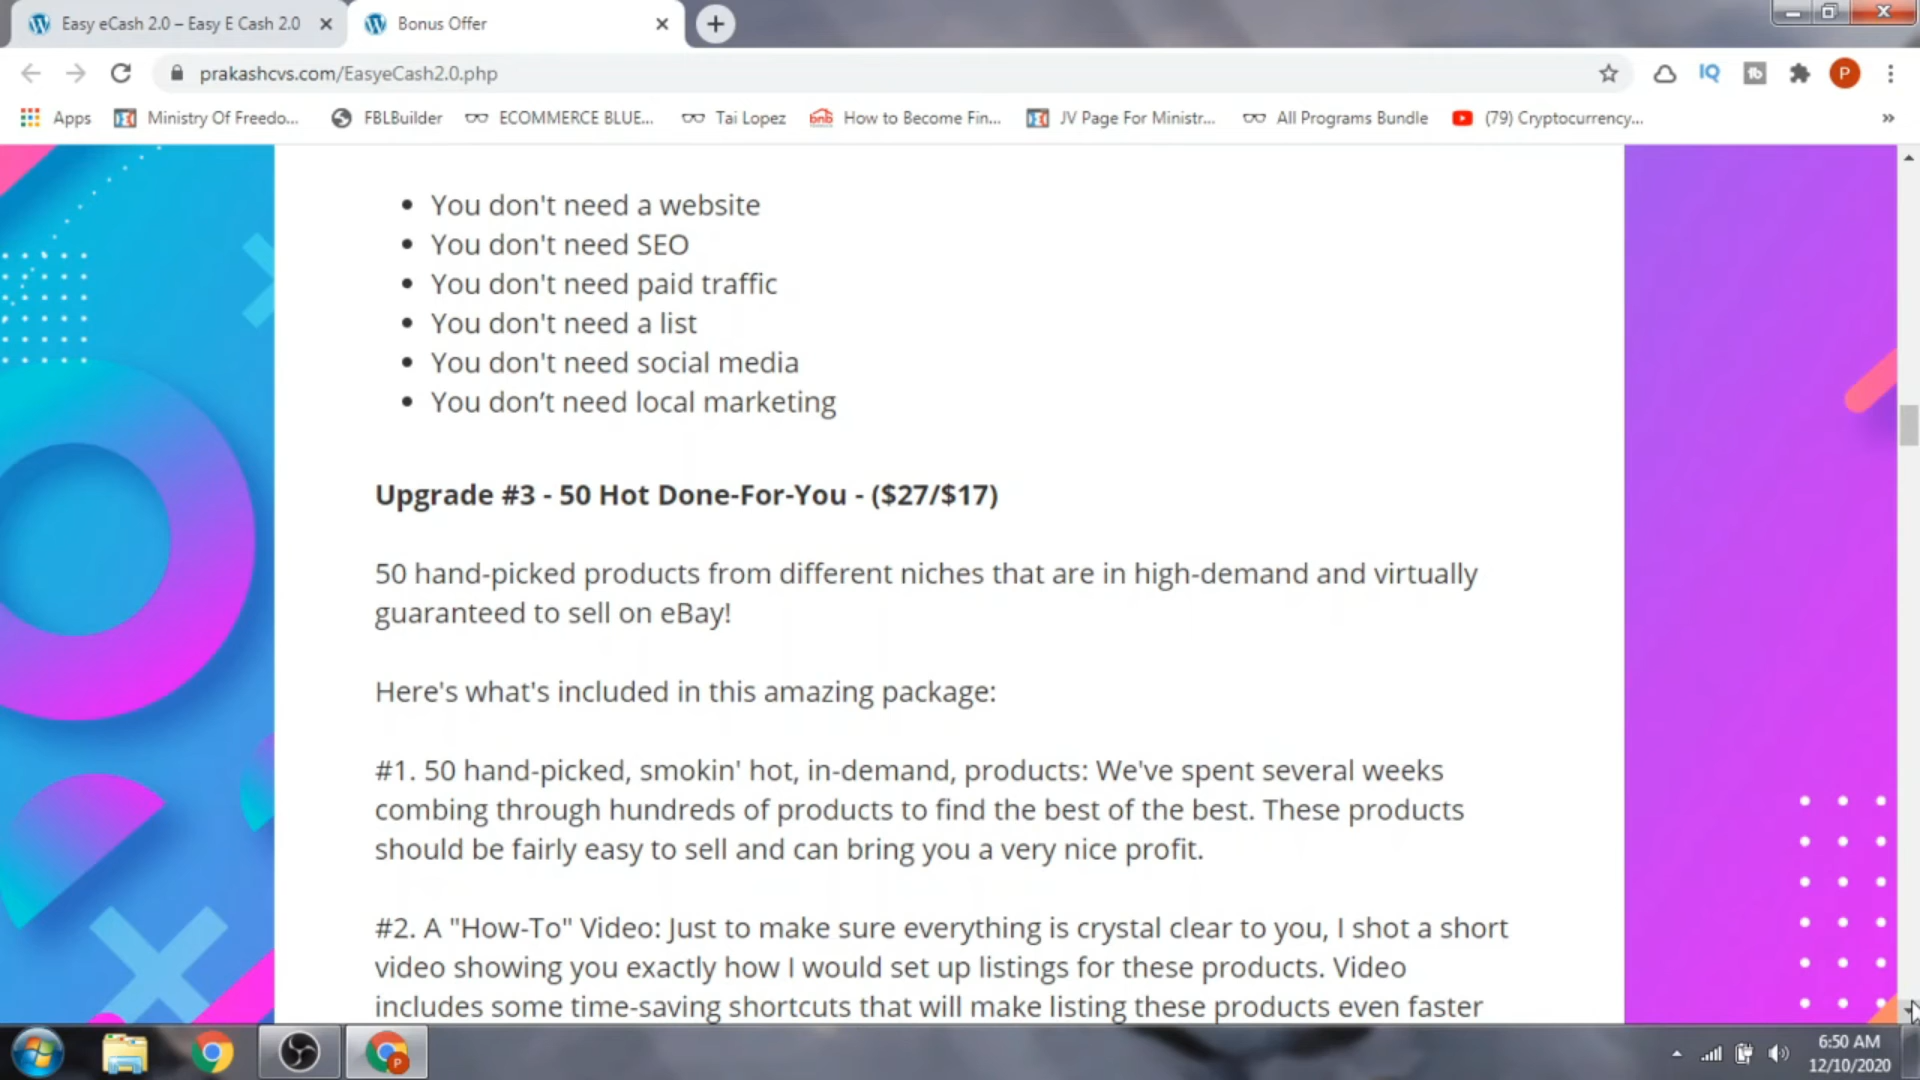 Easy eCash 2.0 – Easy E Cash 2.0
Bonus Offer
prakashcvs.com/EasyeCash2.0.php
IQ
tb
P
Apps
Ministry Of Freedo...
FBLBuilder
ECOMMERCE BLUE...
Tai Lopez
bnb
How to Become Fin...
JV Page For Ministr...
All Programs Bundle
(79) Cryptocurrency...
»
• You don't need a website
• You don't need SEO
• You don't need paid traffic
• You don't need a list
• You don't need social media
• You don’t need local marketing
Upgrade #3 - 50 Hot Done-For-You - ($27/$17)
50 hand-picked products from different niches that are in high-demand and virtually
guaranteed to sell on eBay!
Here's what's included in this amazing package:
#1. 50 hand-picked, smokin' hot, in-demand, products: We've spent several weeks
combing through hundreds of products to find the best of the best. These products
should be fairly easy to sell and can bring you a very nice profit.
#2. A "How-To" Video: Just to make sure everything is crystal clear to you, I shot a short
video showing you exactly how I would set up listings for these products. Video
includes some time-saving shortcuts that will make listing these products even faster
P
6:50 AM
12/10/2020